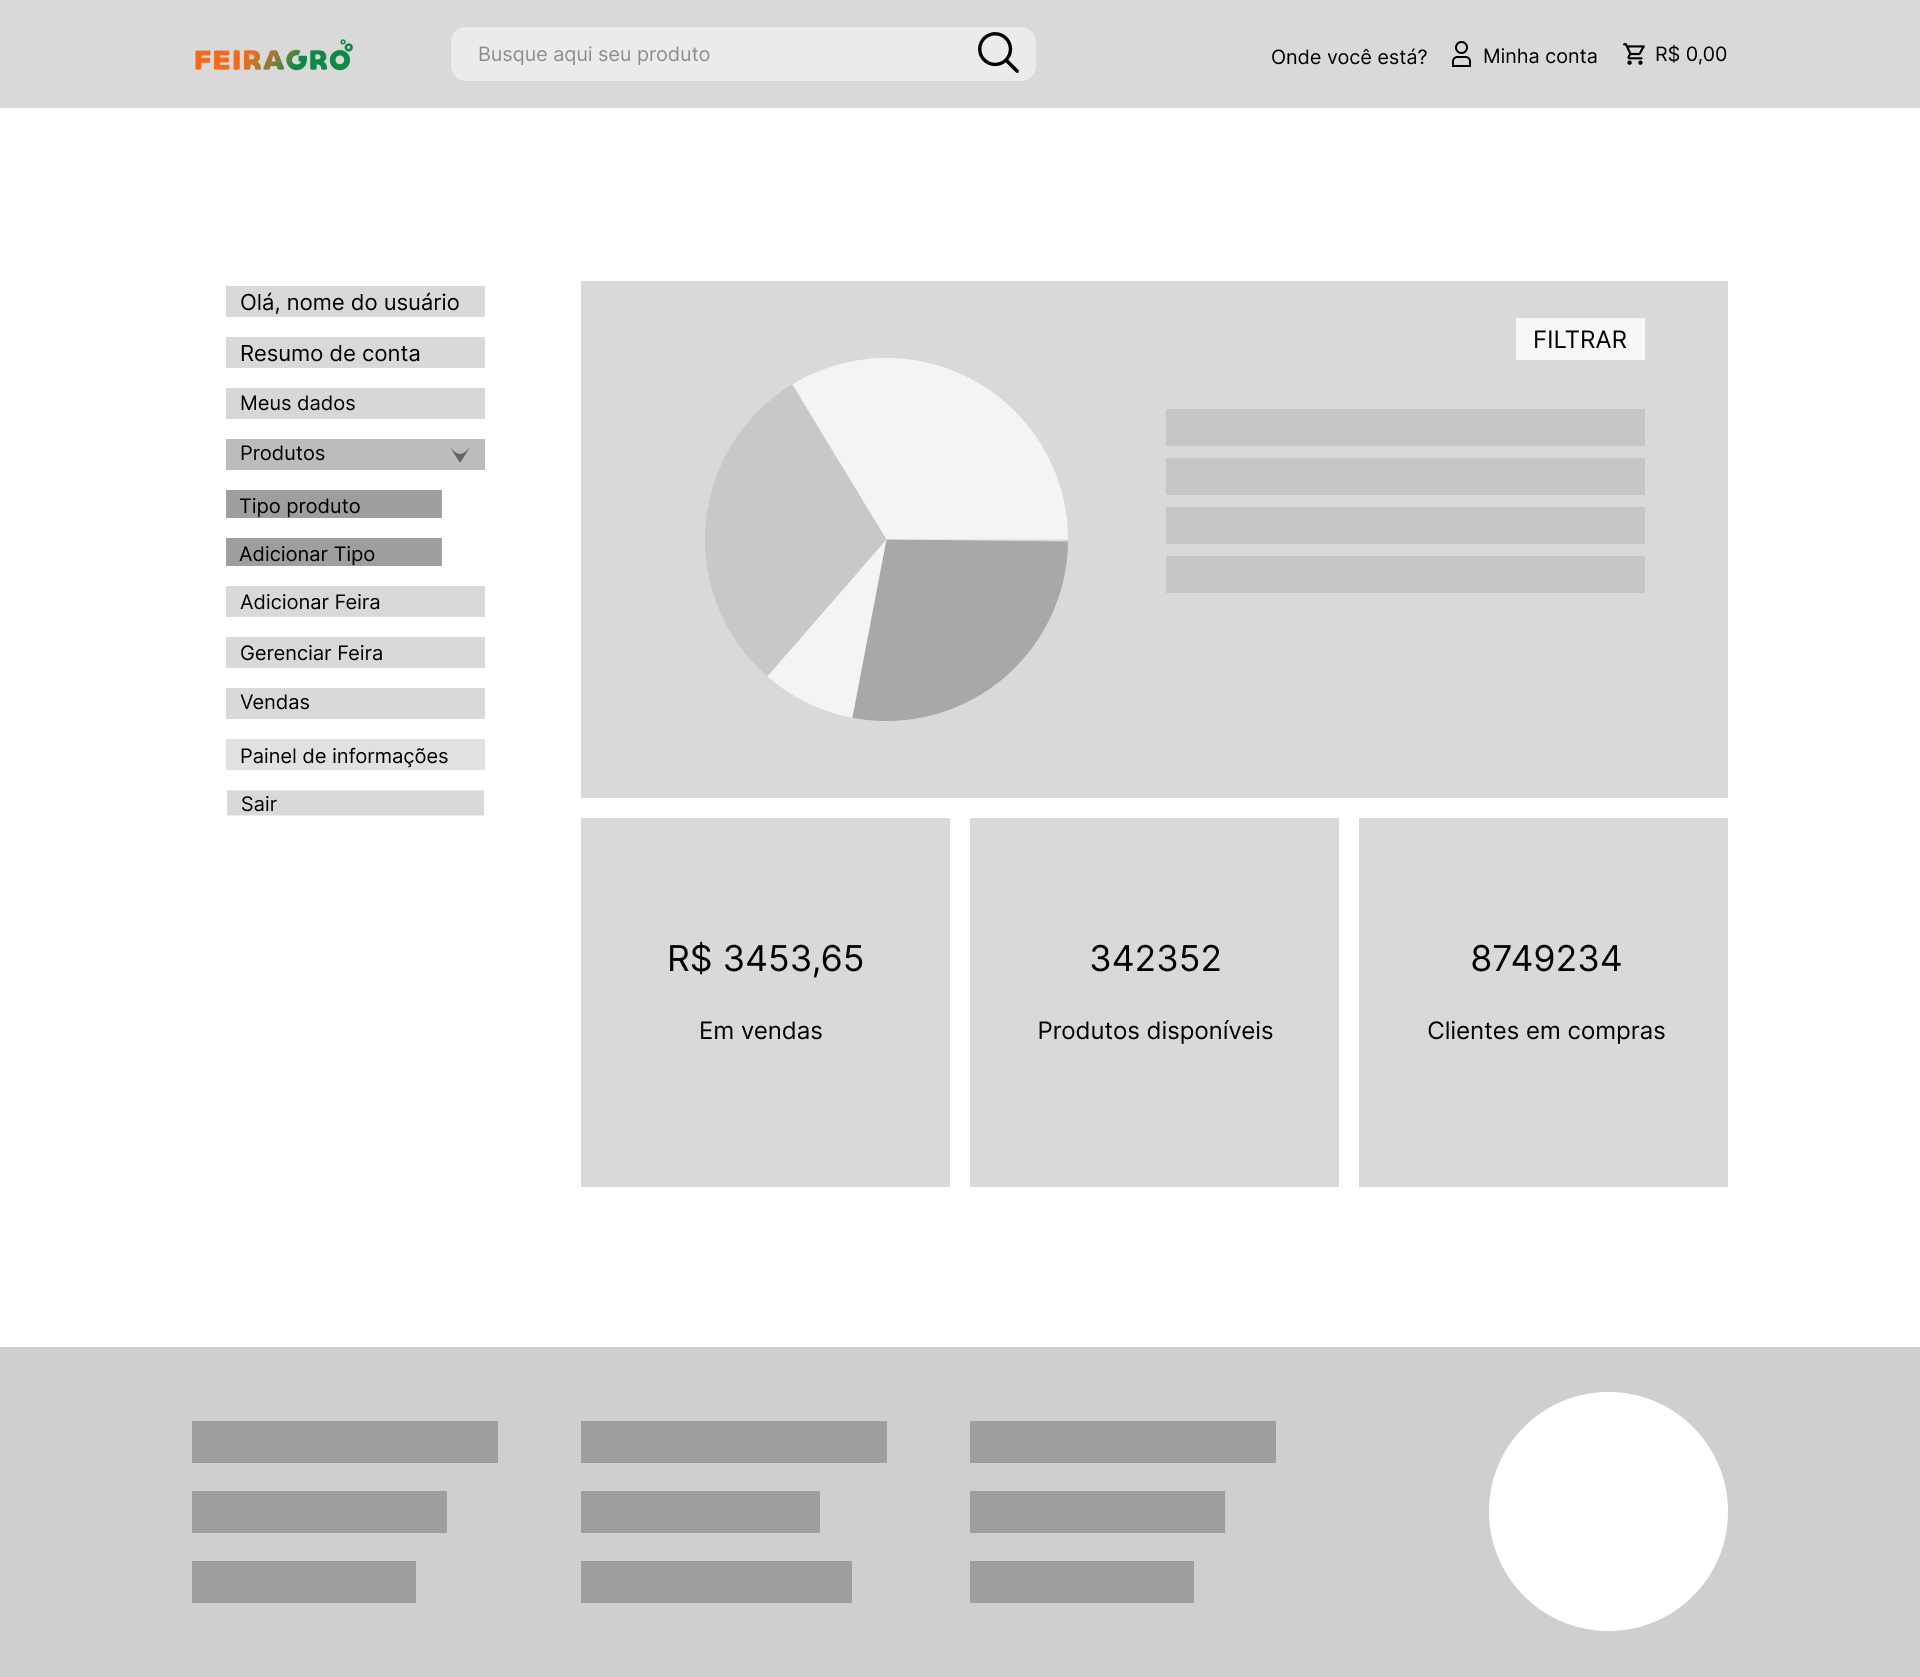 FEIRAGRO
Busque aqui seu produto
Onde você está?
Minha conta
R$ 0,00
Olá, nome do usuário
Resumo de conta
Meus dados
Produtos
Tipo produto
Adicionar Tipo
Adicionar Feira
Gerenciar Feira
Vendas
Painel de informações
Sair
FILTRAR
R$ 3453,65
Em vendas
342352
Produtos disponíveis
8749234
Clientes em compras